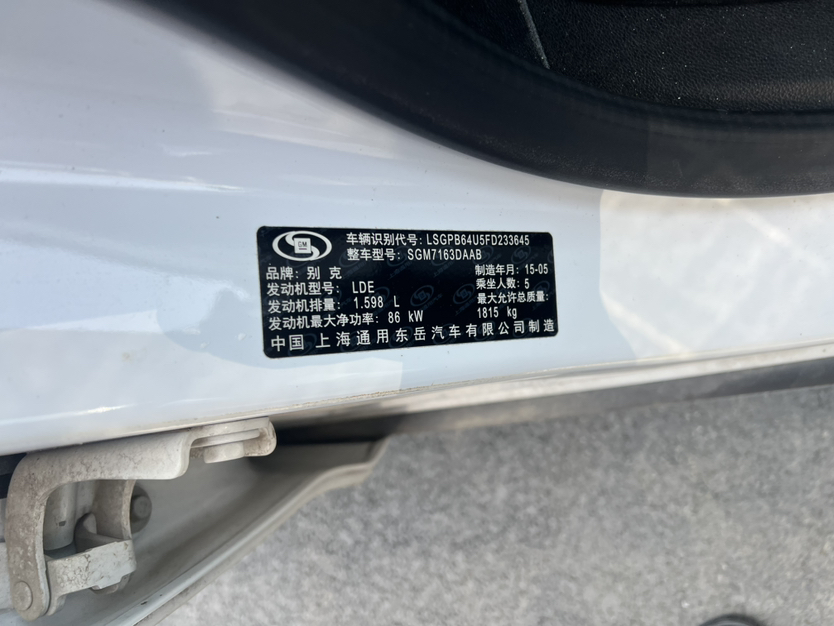 车辆识别代号: LSGPB64U5FD233645
整车型号: SGM7163DAAB
品牌: 别 克
制造年月: 15-05
发动机型号: LDE
乘坐人数: 5
发动机排量: 1.598 L
最大允许总质量:
1815 kg
发动机最大净功率: 86 kW
中国 上海通用东岳汽车有限公司制造
GM